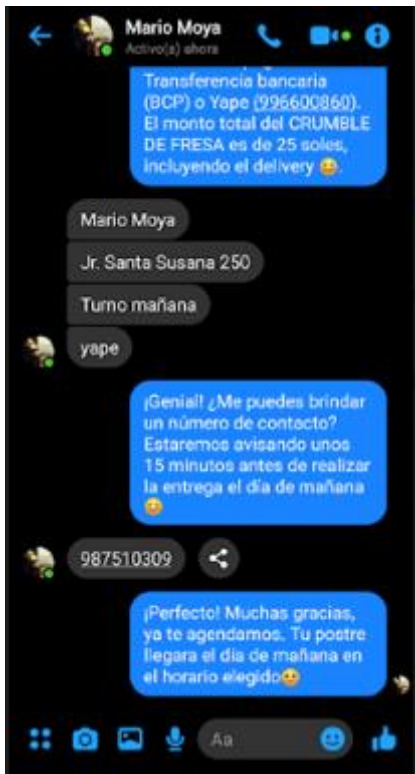 Mario Moya
Activo(a) ahora
Transferencia bancaria
(BCP) o Yape (996600860).
El monto total del CRUMBLE
DE FRESA es de 25 soles,
incluyendo el delivery 😄.
Mario Moya
Jr. Santa Susana 250
Turno mañana
yape
¡Genial! ¿Me puedes brindar
un número de contacto?
Estaremos avisando unos
15 minutos antes de realizar
la entrega el día de mañana
😊
987510309
¡Perfecto! Muchas gracias,
ya te agendamos. Tu postre
llegara el día de mañana en
el horario elegido😊
Aa